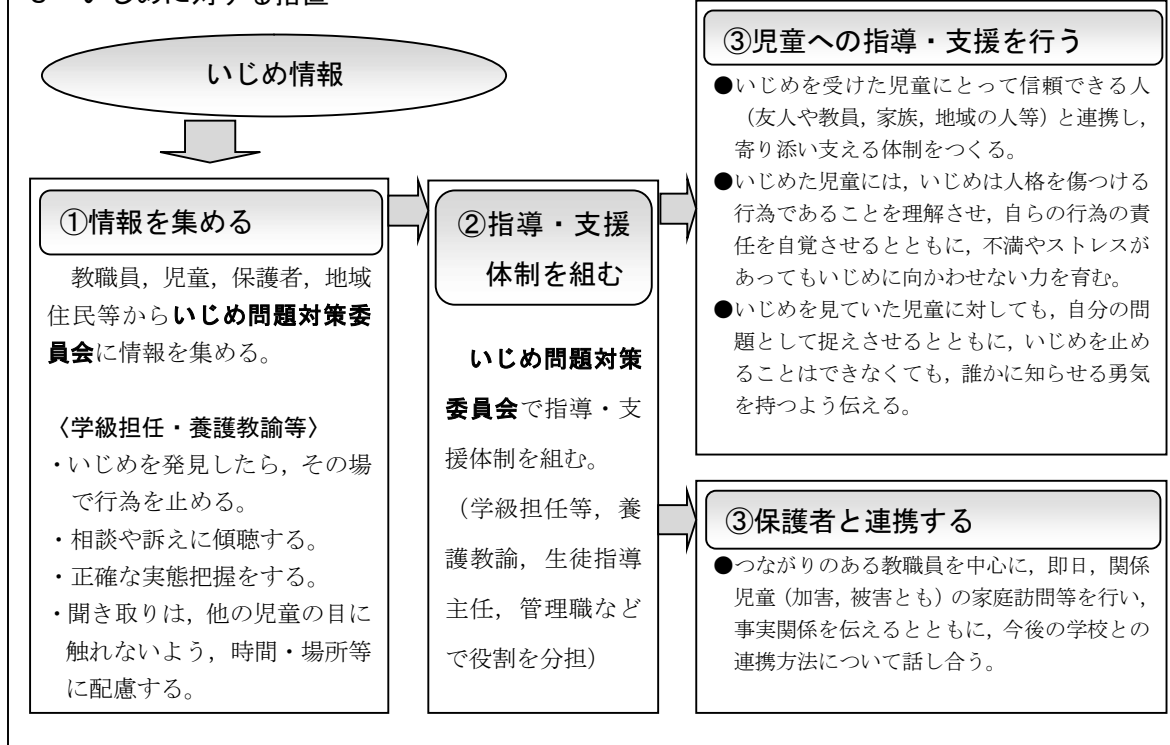 いじめに対する措置
いじめ情報
①情報を集める
教職員，児童，保護者，地域
住民等からいじめ問題対策委
員会に情報を集める。
〈学級担任・養護教諭等〉
・いじめを発見したら，その場
で行為を止める。
・相談や訴えに傾聴する。
・正確な実態把握をする。
・聞き取りは，他の児童の目に
触れないよう，時間・場所等
に配慮する。
②指導・支援
体制を組む
いじめ問題対策
委員会で指導・支
援体制を組む。
（学級担任等，養
護教諭，生徒指導
主任，管理職など
で役割を分担）
③児童への指導・支援を行う
●いじめを受けた児童にとって信頼できる人
（友人や教員，家族，地域の人等）と連携し，
寄り添い支える体制をつくる。
●いじめた児童には，いじめは人格を傷つける
行為であることを理解させ，自らの行為の責
任を自覚させるとともに，不満やストレスが
あってもいじめに向かわせない力を育む。
●いじめを見ていた児童に対しても，自分の問
題として捉えさせるとともに，いじめを止め
ることはできなくても，誰かに知らせる勇気
を持つよう伝える。
③保護者と連携する
●つながりのある教職員を中心に，即日，関係
児童（加害，被害とも）の家庭訪問等を行い，
事実関係を伝えるとともに，今後の学校との
連携方法について話し合う。